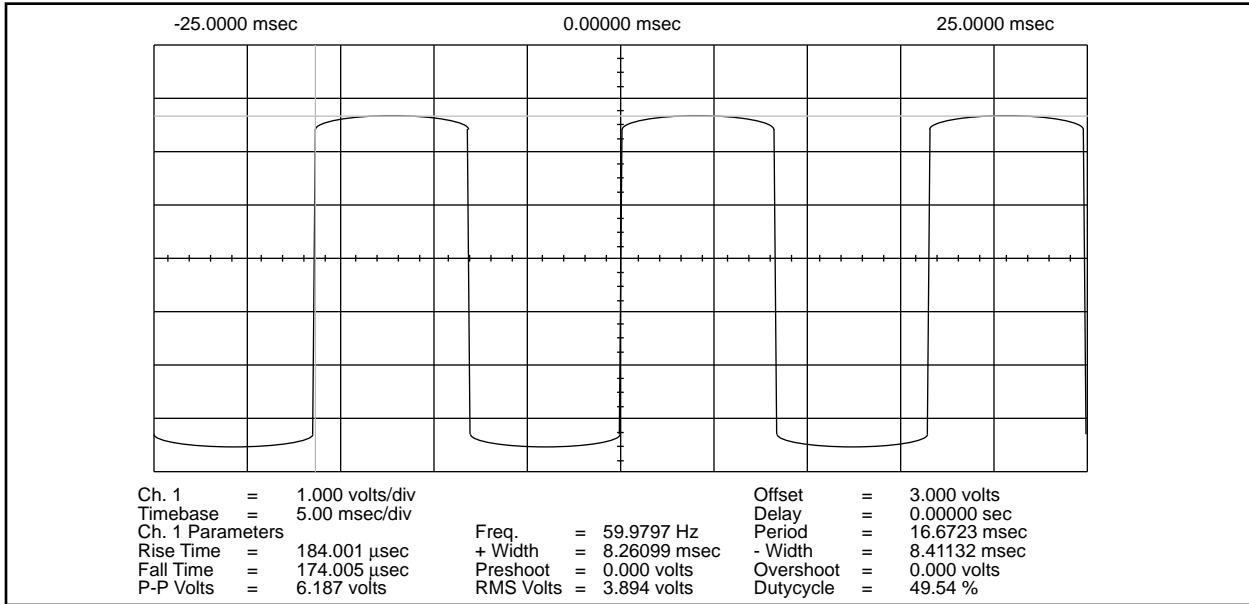 -25.0000 msec 0.00000 msec 25.0000 msec
Ch. 1 = 1.000 volts/div Offset = 3.000 volts
Timebase = 5.00 msec/div Delay = 0.00000 sec
Ch. 1 Parameters Freq. = 59.9797 Hz Period = 16.6723 msec
Rise Time = 184.001 µsec + Width = 8.26099 msec - Width = 8.41132 msec
Fall Time = 174.005 µsec Preshoot = 0.000 volts Overshoot = 0.000 volts
P-P Volts = 6.187 volts RMS Volts = 3.894 volts Dutycycle = 49.54 %